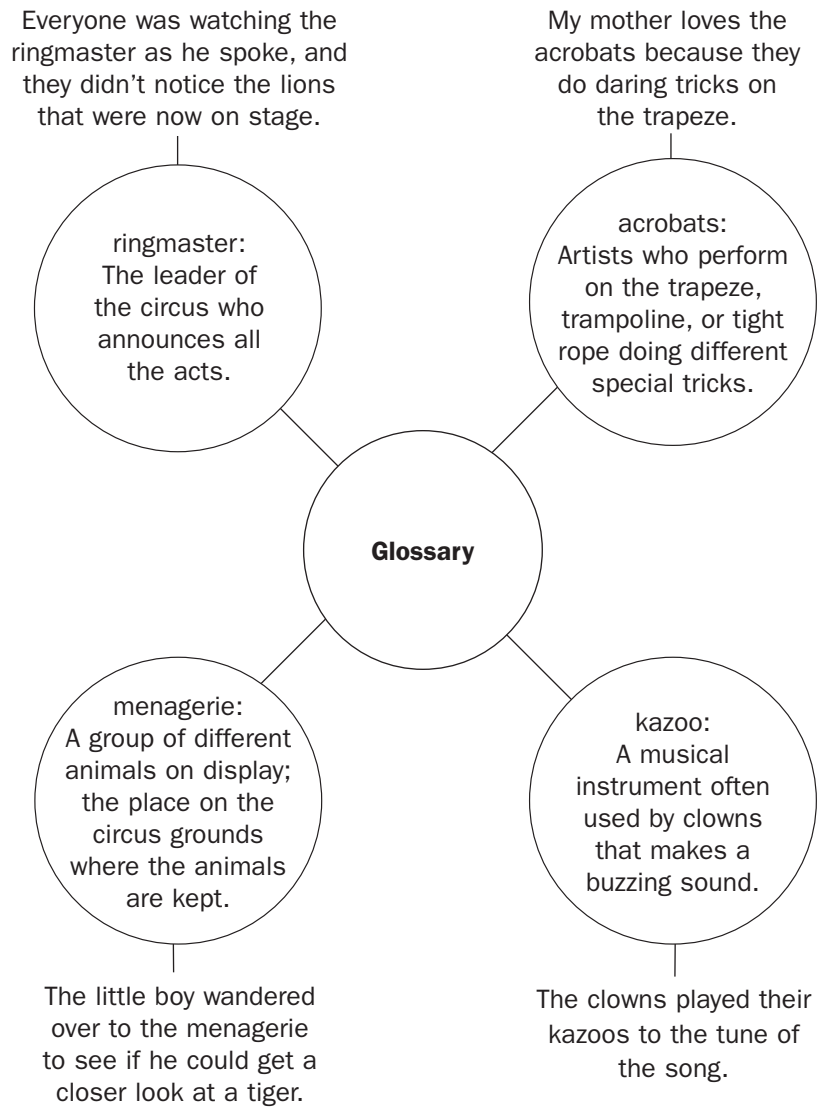 Everyone was watching the
ringmaster as he spoke, and
they didn’t notice the lions
that were now on stage.
My mother loves the
acrobats because they
do daring tricks on
the trapeze.
ringmaster:
The leader of
the circus who
announces all
the acts.
acrobats:
Artists who perform
on the trapeze,
trampoline, or tight
rope doing different
special tricks.
Glossary
menagerie:
A group of different
animals on display;
the place on the
circus grounds
where the animals
are kept.
kazoo:
A musical
instrument often
used by clowns
that makes a
buzzing sound.
The little boy wandered
over to the menagerie
to see if he could get a
closer look at a tiger.
The clowns played their
kazoos to the tune of
the song.